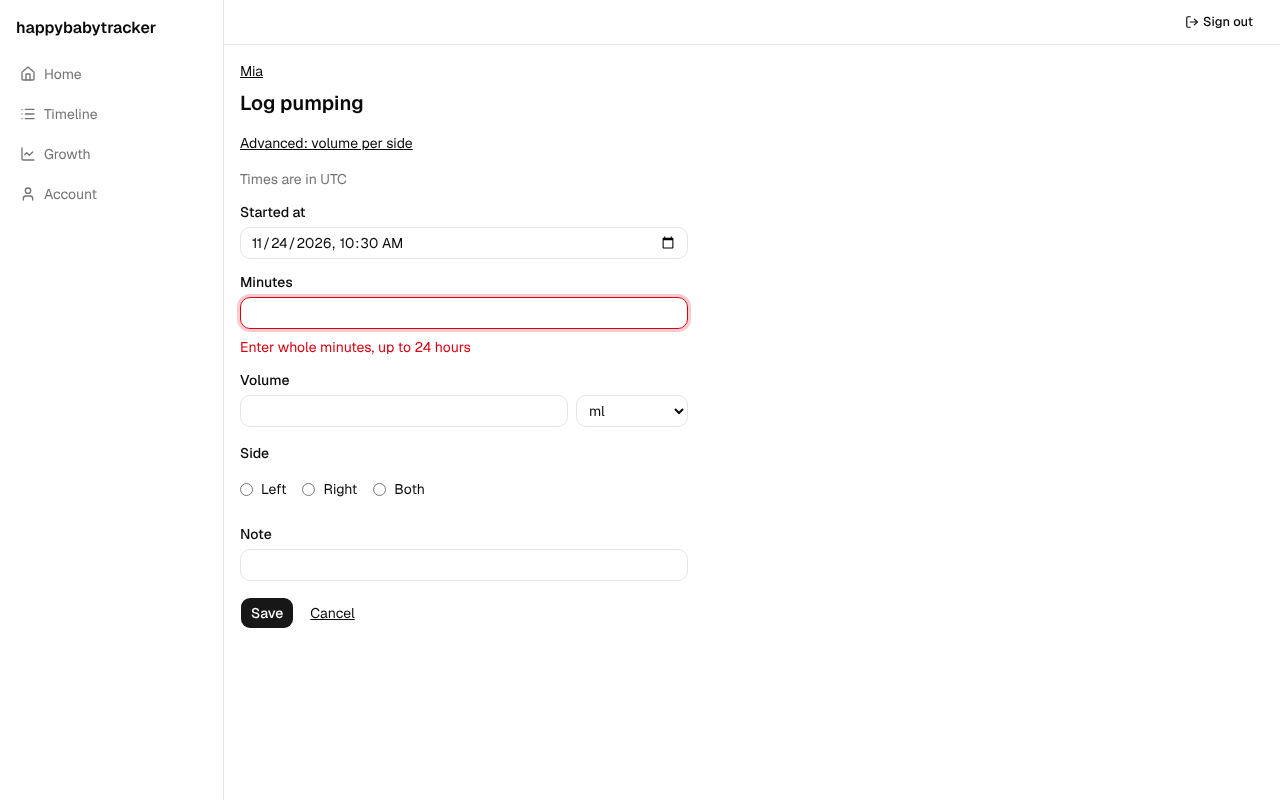 happybabytracker
Sign out
Home
Timeline
Growth
Account
Mia
Log pumping
Advanced: volume per side
Times are in UTC
Started at
11/24/2026, 10:30 AM
Minutes
Enter whole minutes, up to 24 hours
Volume
ml
Side
Left Right Both
Note
Save Cancel